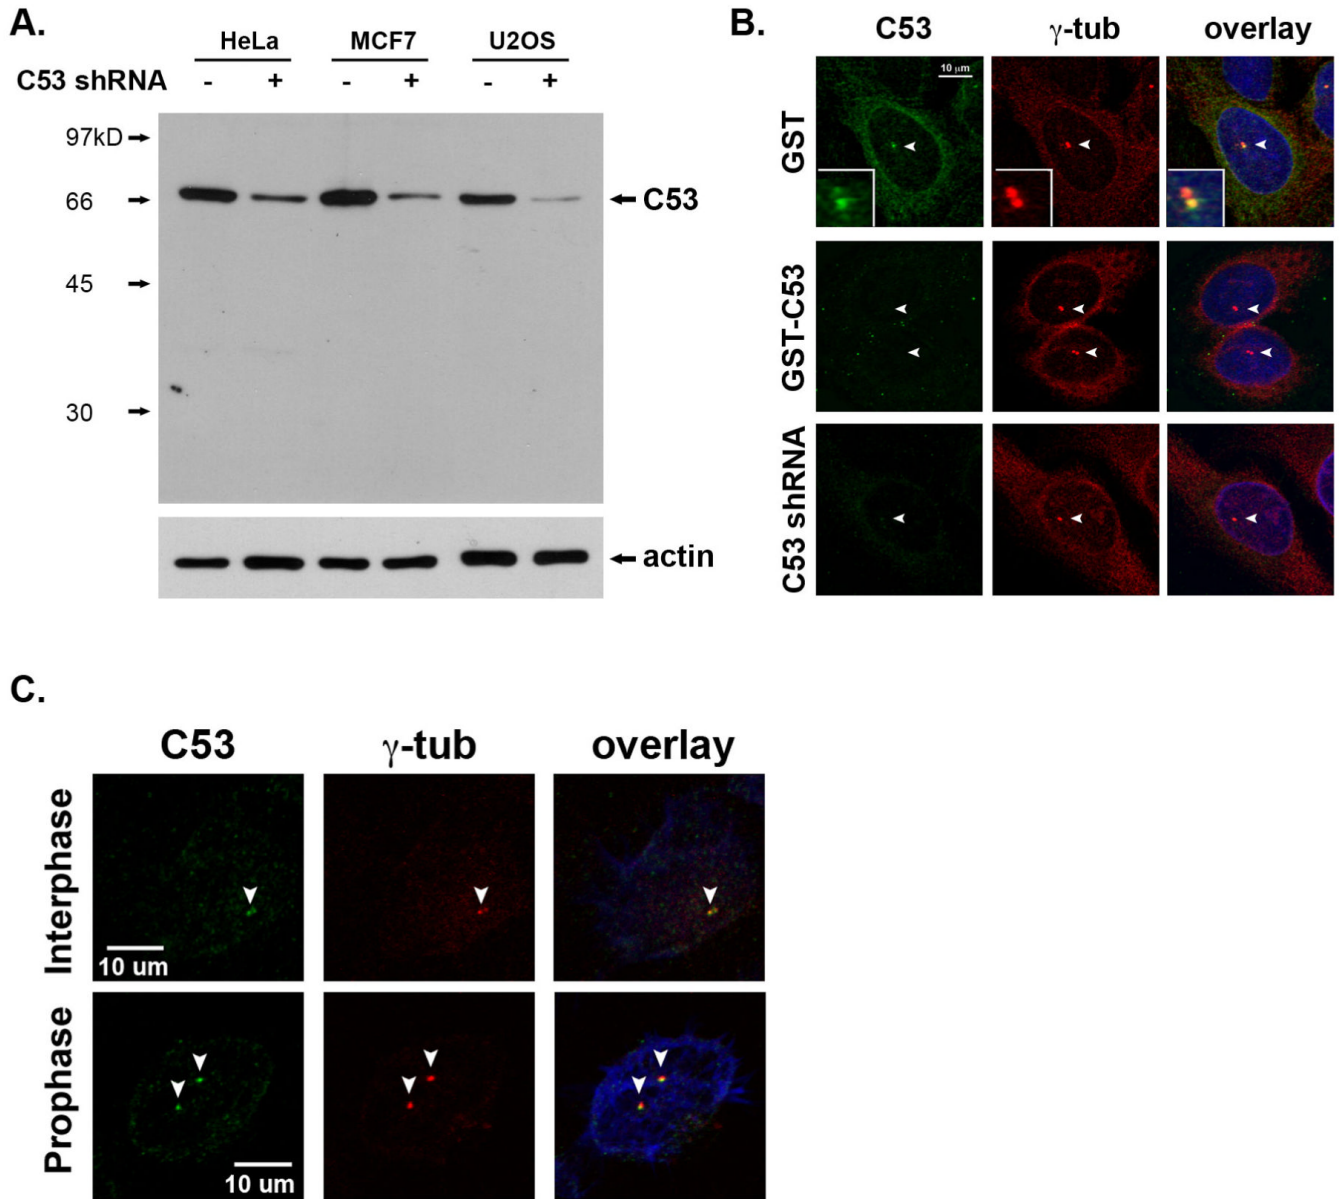 A.
HeLa MCF7 U2OS
C53 shRNA - + - + - +
97kD
66
45
30
C53
actin
B.
C53 γ-tub overlay
10 μm
GST
GST-C53
C53 shRNA
C.
C53 γ-tub overlay
Interphase
10 um
Prophase
10 um